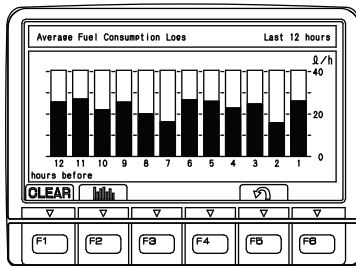 Average Fuel Consumption Logs Last 12 hours
ℓ/h
40
20
0
12 11 10 9 8 7 6 5 4 3 2 1
hours before
CLEAR
F1 F2 F3 F4 F5 F6